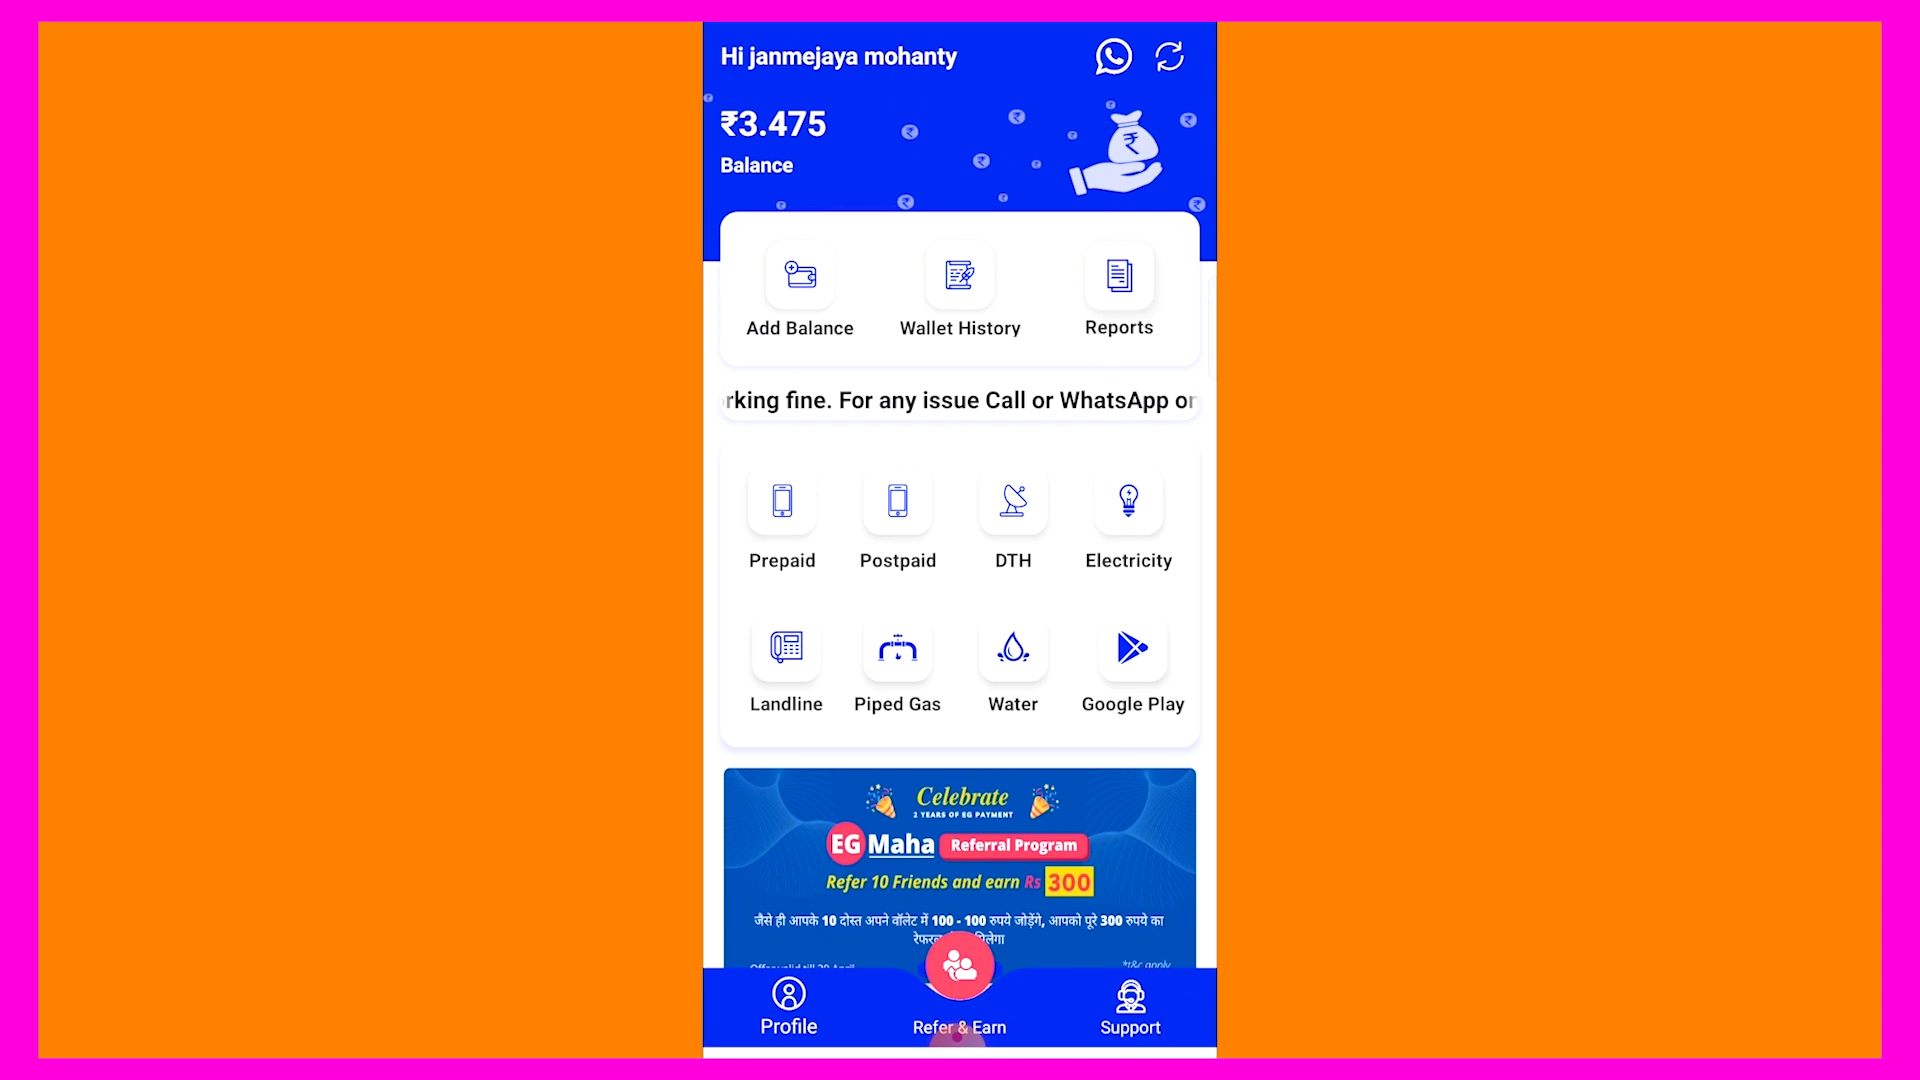 Hi janmejaya mohanty
₹3.475
Balance
Add Balance
Wallet History
Reports
rking fine. For any issue Call or WhatsApp on
Prepaid
Postpaid
DTH
Electricity
Landline
Piped Gas
Water
Google Play
Celebrate
2 YEARS OF EG PAYMENT
EG Maha Referral Program
Refer 10 Friends and earn Rs 300
जैसे ही आपके 10 दोस्त अपने वॉलेट में 100 - 100 रुपये जोड़ेंगे, आपको पूरे 300 रुपये का
*t&c apply
Profile
Refer & Earn
Support